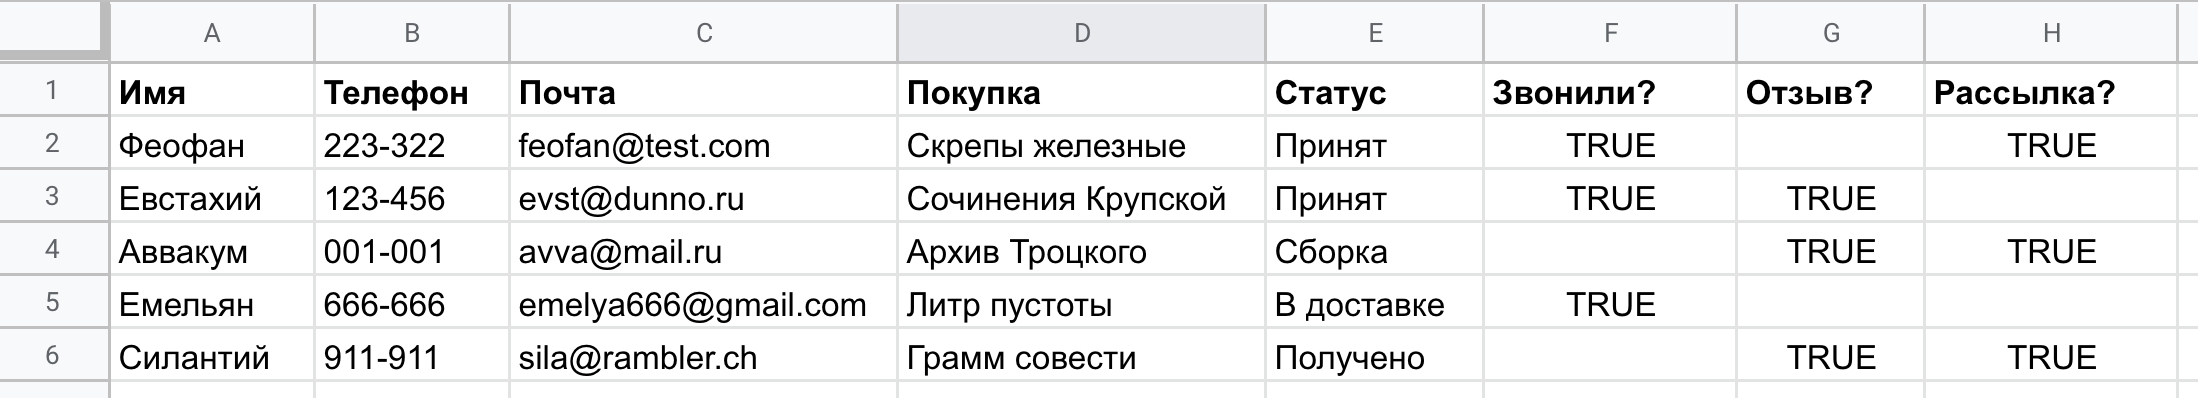 A B C D E F G H
1 Имя Телефон Почта Покупка Статус Звонили? Отзыв? Рассылка?
2 Феофан 223-322 feofan@test.com Скрепы железные Принят TRUE TRUE
3 Евстахий 123-456 evst@dunno.ru Сочинения Крупской Принят TRUE TRUE
4 Аввакум 001-001 avva@mail.ru Архив Троцкого Сборка TRUE TRUE
5 Емельян 666-666 emelya666@gmail.com Литр пустоты В доставке TRUE
6 Силантий 911-911 sila@rambler.ch Грамм совести Получено TRUE TRUE